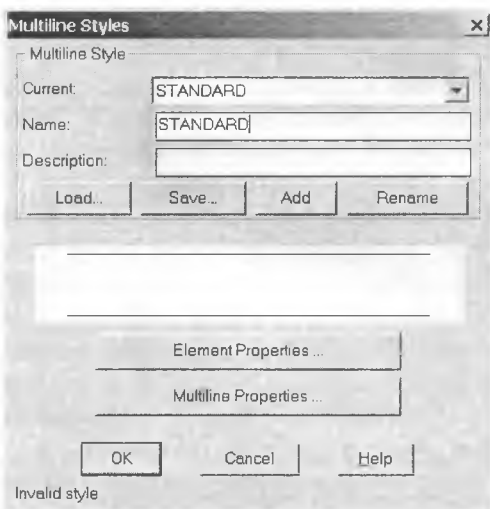 Multiline Styles
Multiline Style
Current: STANDARD
Name: STANDARD
Description:
Load... Save... Add Rename
Element Properties ...
Multiline Properties ...
OK Cancel Help
Invalid style